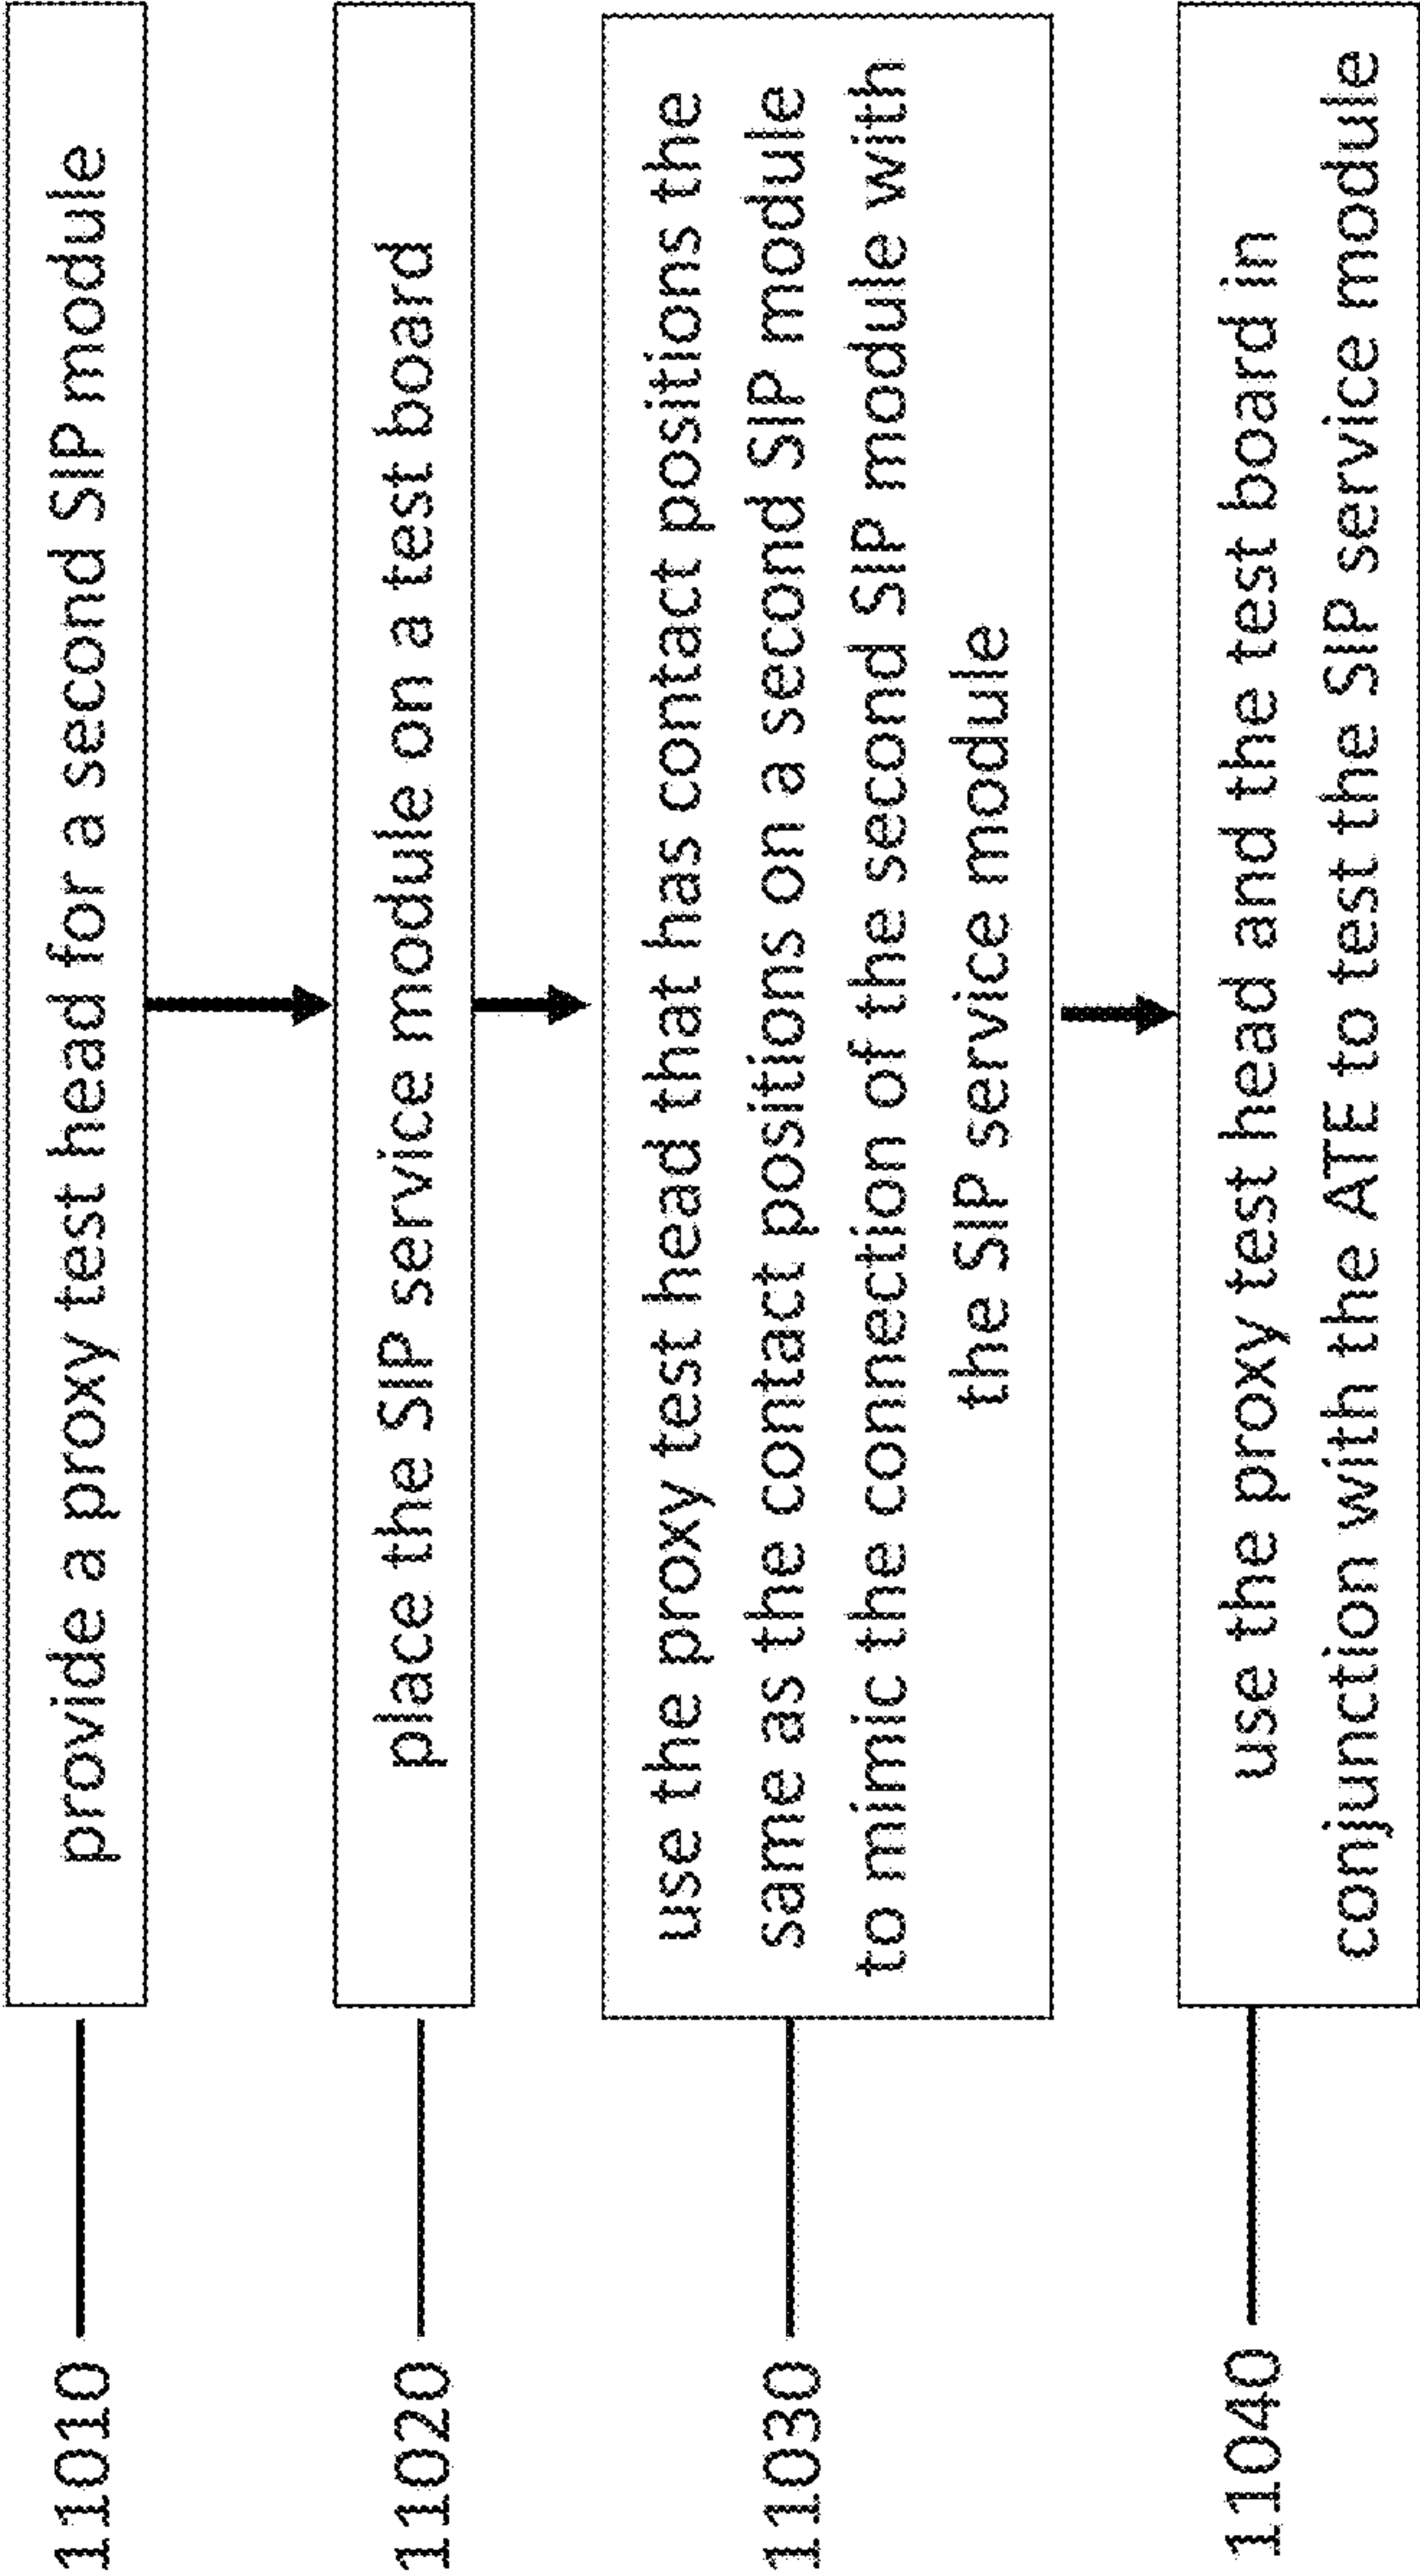 11010
provide a proxy test head for a second SIP module
11020
place the SIP service module on a test board
11030
use the proxy test head that has contact positions the
same as the contact positions on a second SIP module
to mimic the connection of the second SIP module with
the SIP service module
11040
use the proxy test head and the test board in
conjunction with the ATE to test the SIP service module